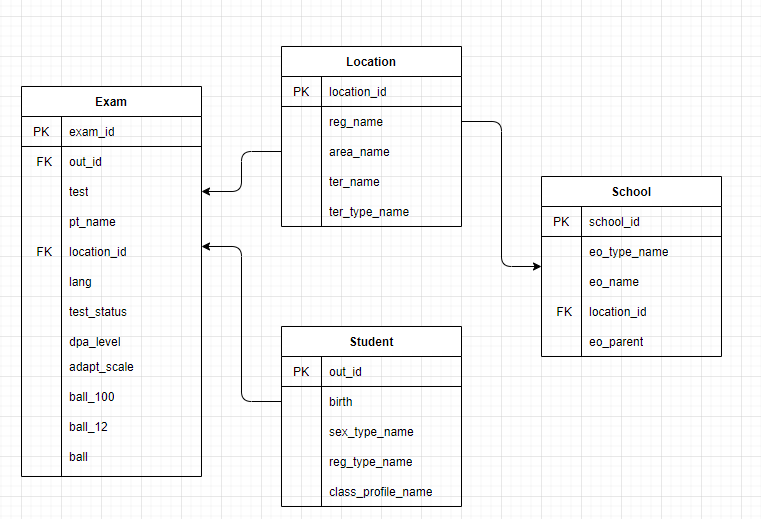 Location
PK location_id
reg_name
area_name
ter_name
ter_type_name
Exam
PK exam_id
FK out_id
test
pt_name
FK location_id
lang
test_status
dpa_level
adapt_scale
ball_100
ball_12
ball
School
PK school_id
eo_type_name
eo_name
FK location_id
eo_parent
Student
PK out_id
birth
sex_type_name
reg_type_name
class_profile_name